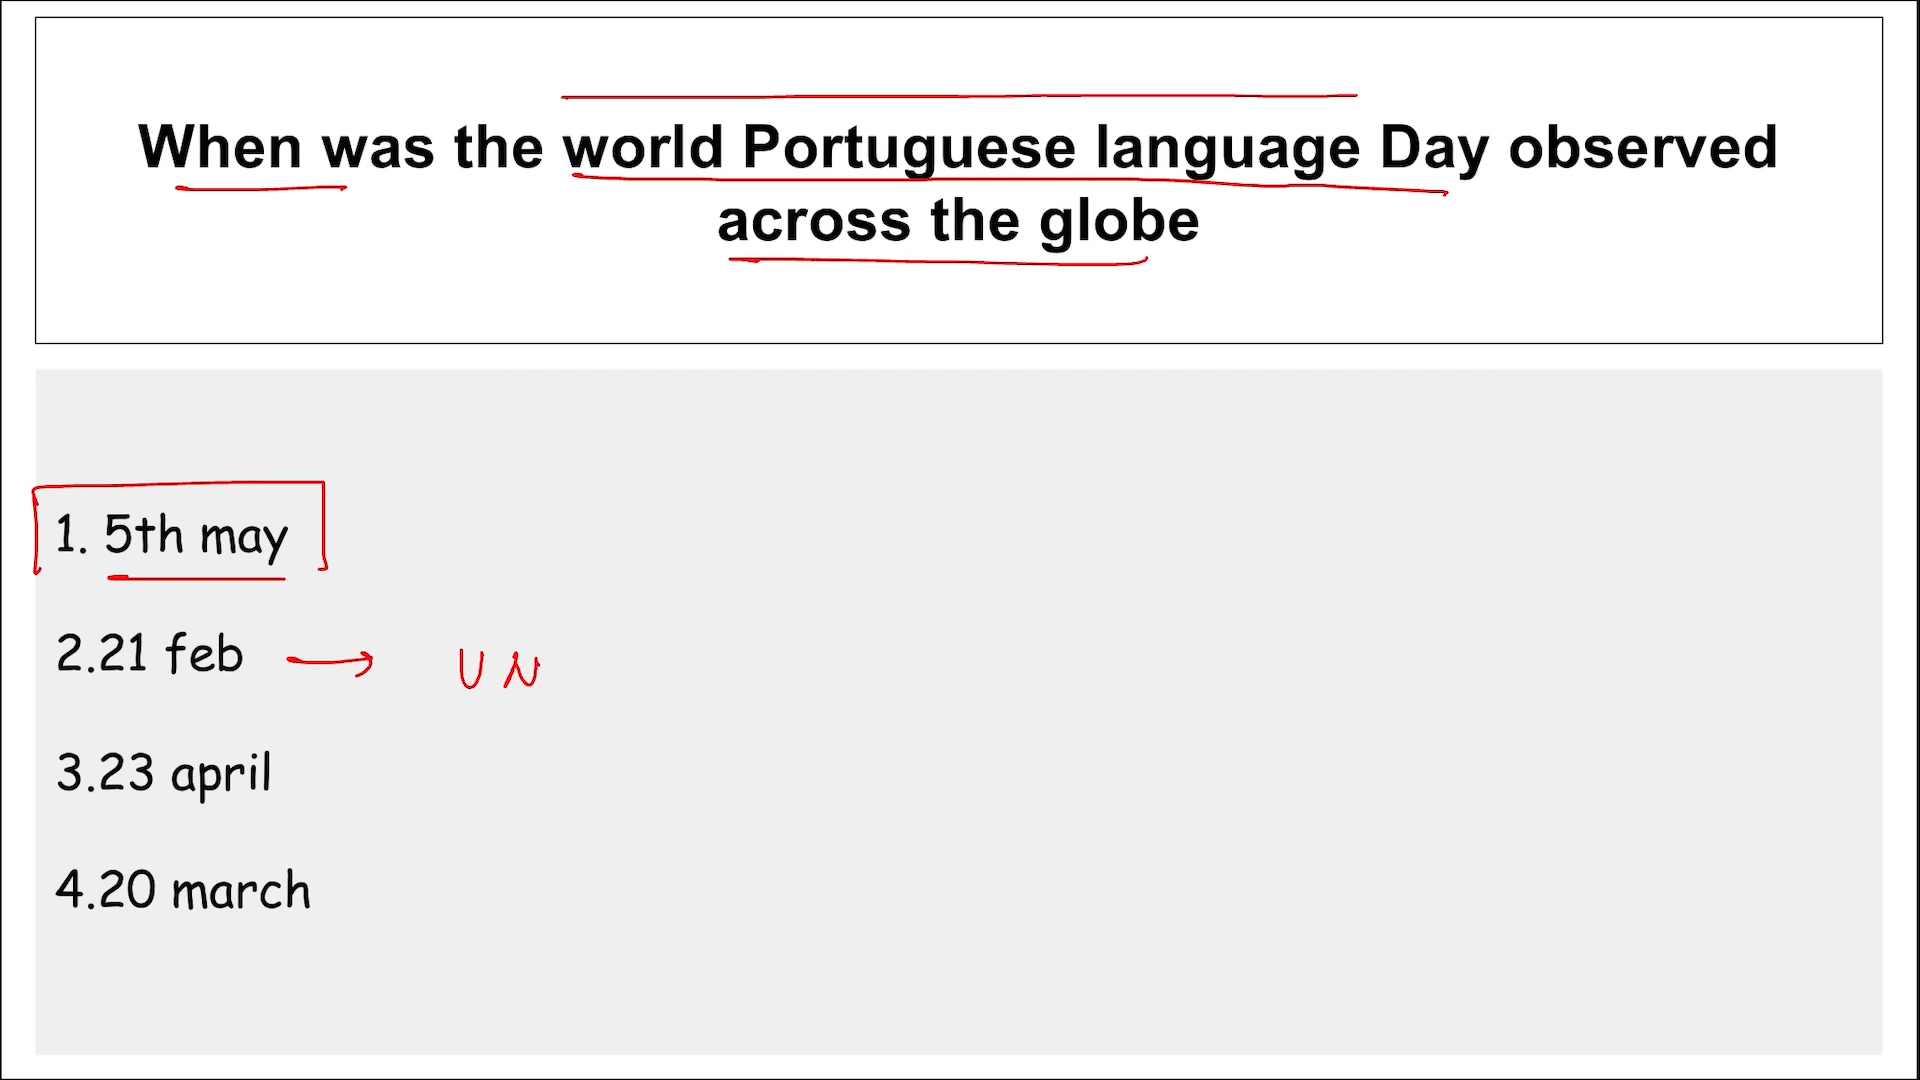 When was the world Portuguese language Day observed
across the globe
1. 5th may
2.21 feb → UN
3.23 april
4.20 march